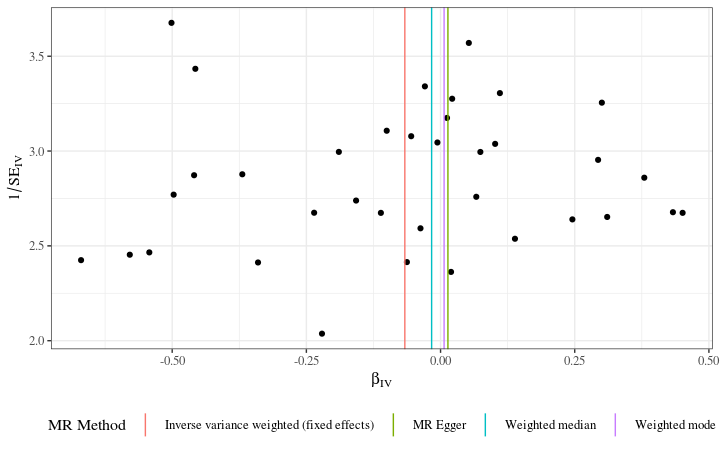 3.5
3.0
2.5
2.0
1/SE_IV
-0.50 -0.25 0.00 0.25 0.50
β_IV
MR Method Inverse variance weighted (fixed effects) MR Egger Weighted median Weighted mode